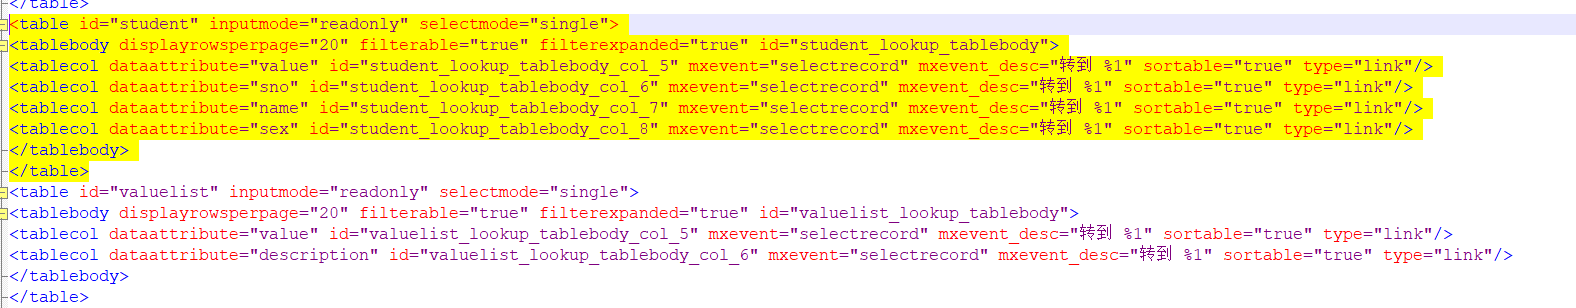 </table>
<table id="student" inputmode="readonly" selectmode="single">
<tablebody displayrowsperpage="20" filterable="true" filterexpanded="true" id="student_lookup_tablebody">
<tablecol dataattribute="value" id="student_lookup_tablebody_col_5" mxevent="selectrecord" mxevent_desc="转到 %1" sortable="true" type="link"/>
<tablecol dataattribute="sno" id="student_lookup_tablebody_col_6" mxevent="selectrecord" mxevent_desc="转到 %1" sortable="true" type="link"/>
<tablecol dataattribute="name" id="student_lookup_tablebody_col_7" mxevent="selectrecord" mxevent_desc="转到 %1" sortable="true" type="link"/>
<tablecol dataattribute="sex" id="student_lookup_tablebody_col_8" mxevent="selectrecord" mxevent_desc="转到 %1" sortable="true" type="link"/>
</tablebody>
</table>
<table id="valuelist" inputmode="readonly" selectmode="single">
<tablebody displayrowsperpage="20" filterable="true" filterexpanded="true" id="valuelist_lookup_tablebody">
<tablecol dataattribute="value" id="valuelist_lookup_tablebody_col_5" mxevent="selectrecord" mxevent_desc="转到 %1" sortable="true" type="link"/>
<tablecol dataattribute="description" id="valuelist_lookup_tablebody_col_6" mxevent="selectrecord" mxevent_desc="转到 %1" sortable="true" type="link"/>
</tablebody>
</table>